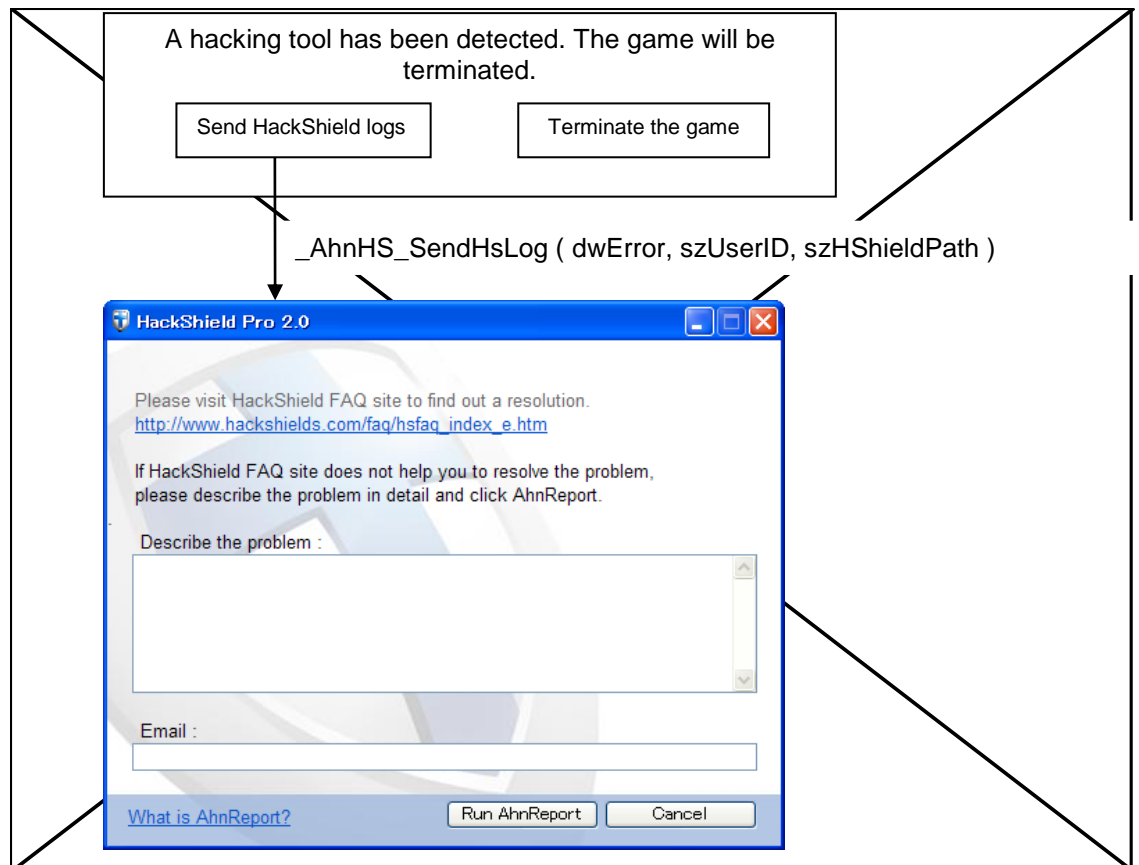 A hacking tool has been detected. The game will be
terminated.
Send HackShield logs
Terminate the game
_AhnHS_SendHsLog ( dwError, szUserID, szHShieldPath )
HackShield Pro 2.0
Please visit HackShield FAQ site to find out a resolution.
http://www.hackshields.com/faq/hsfaq_index_e.htm
If HackShield FAQ site does not help you to resolve the problem,
please describe the problem in detail and click AhnReport.
Describe the problem :
Email :
What is AhnReport?
Run AhnReport
Cancel